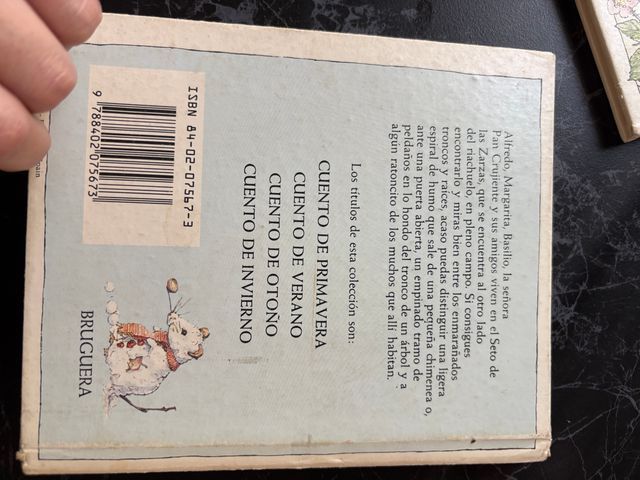 Alfredo, Margarita, Basilio, la señora
Pan Crujiente y sus amigos viven en el Seto de
las Zarzas, que se encuentra al otro lado
del riachuelo, en pleno campo. Si consigues
encontrarlo y miras bien entre los enmarañados
troncos y raíces, acaso puedas distinguir una ligera
espiral de humo que sale de una pequeña chimenea o,
ante una puerta abierta, un empinado tramo de
peldaños en lo hondo del tronco de un árbol y a
algún ratoncito de los muchos que allí habitan.
Los títulos de esta colección son:
CUENTO DE PRIMAVERA
CUENTO DE VERANO
CUENTO DE OTOÑO
CUENTO DE INVIERNO
ISBN 84-02-07567-3
9 788402 075673
BRUGUERA